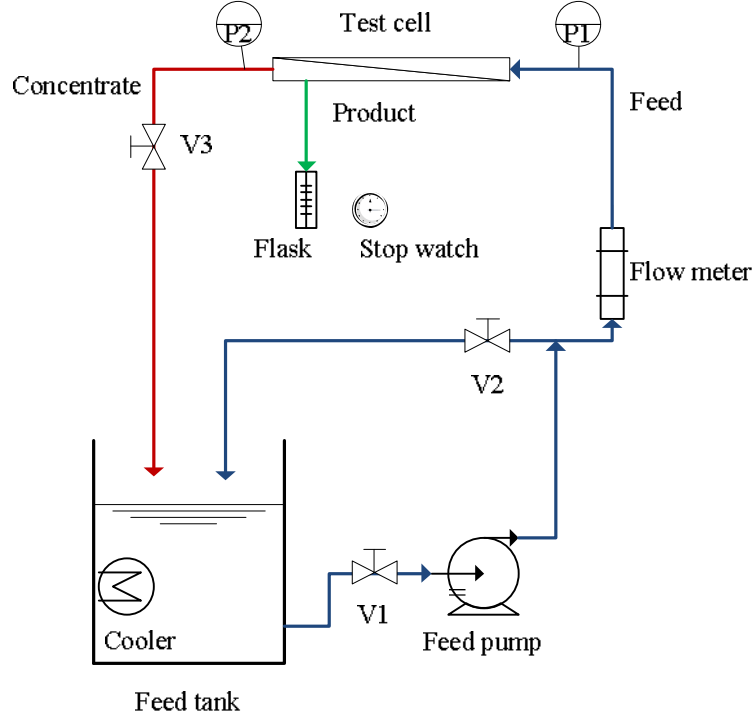 P2
Test cell
P1
Concentrate
Feed
Product
V3
Flask
Stop watch
Flow meter
V2
V1
Cooler
Feed pump
Feed tank